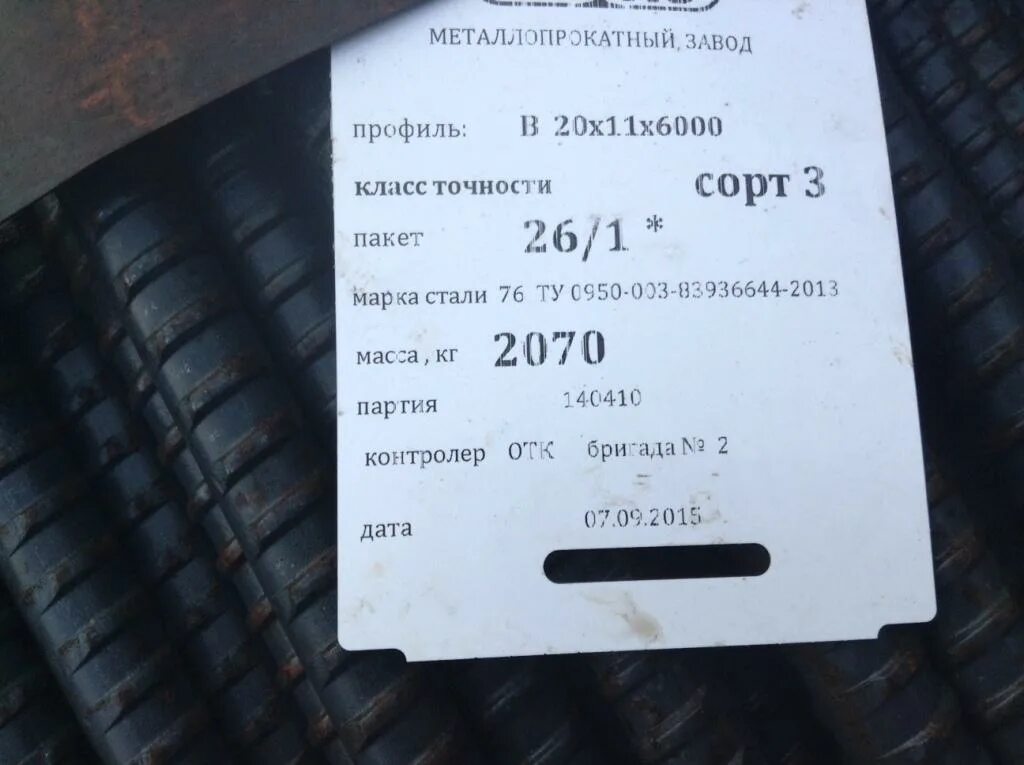 МЕТАЛЛОПРОКАТНЫЙ ЗАВОД
профиль: В 20х11х6000
класс точности сорт 3
пакет 26/1 *
марка стали 76 ТУ 0950-003-83936644-2013
масса, кг 2070
партия 140410
контролер ОТК бригада № 2
дата 07.09.2015